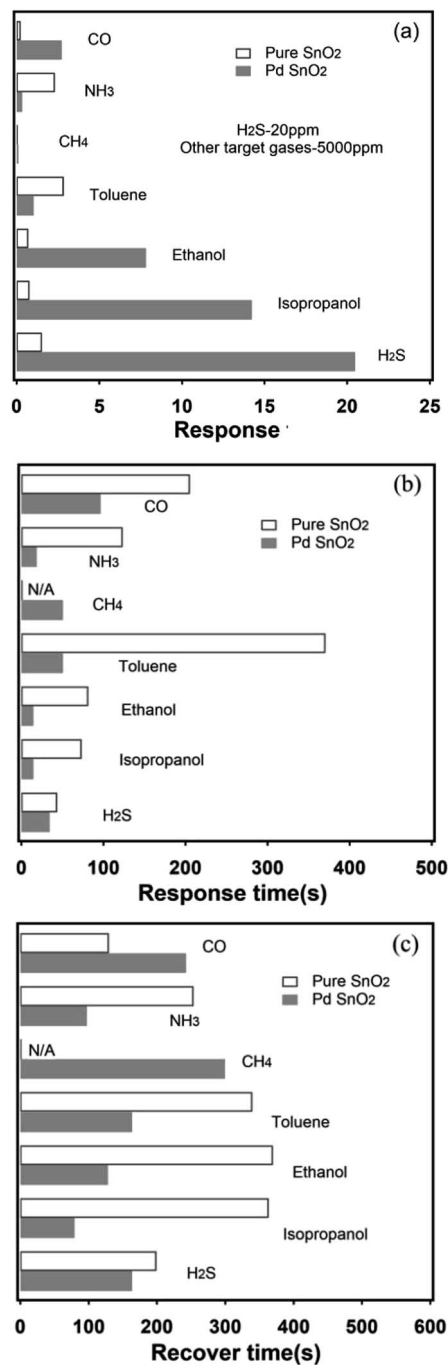 (a)
CO
Pure SnO2
Pd SnO2
NH3
CH4
H2S-20ppm
Other target gases-5000ppm
Toluene
Ethanol
Isopropanol
H2S
0 5 10 15 20 25
Response
(b)
CO
Pure SnO2
Pd SnO2
NH3
N/A
CH4
Toluene
Ethanol
Isopropanol
H2S
0 100 200 300 400 500
Response time(s)
(c)
CO
Pure SnO2
Pd SnO2
NH3
N/A
CH4
Toluene
Ethanol
Isopropanol
H2S
0 100 200 300 400 500 600
Recover time(s)